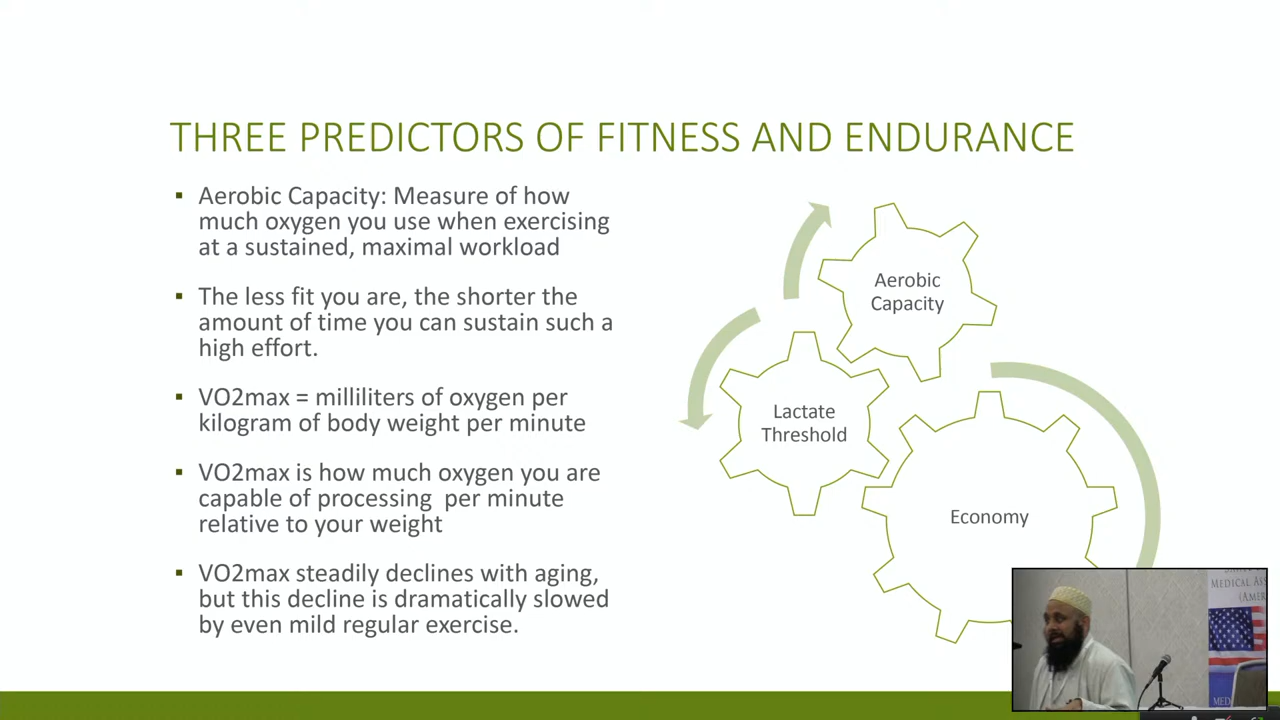 THREE PREDICTORS OF FITNESS AND ENDURANCE
▪ Aerobic Capacity: Measure of how
much oxygen you use when exercising
at a sustained, maximal workload
▪ The less fit you are, the shorter the
amount of time you can sustain such a
high effort.
▪ VO2max = milliliters of oxygen per
kilogram of body weight per minute
▪ VO2max is how much oxygen you are
capable of processing per minute
relative to your weight
▪ VO2max steadily declines with aging,
but this decline is dramatically slowed
by even mild regular exercise.
Aerobic
Capacity
Lactate
Threshold
Economy
MEDICAL
MED